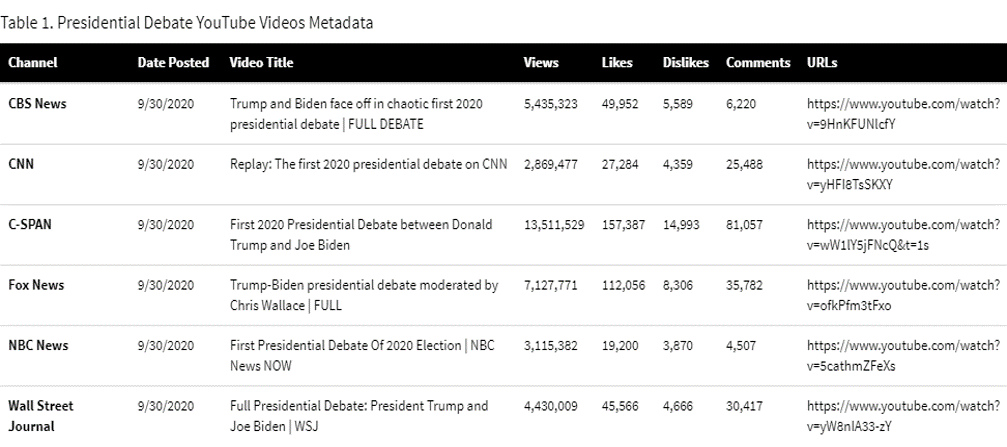 Table 1. Presidential Debate YouTube Videos Metadata
Channel Date Posted Video Title Views Likes Dislikes Comments URLs
CBS News 9/30/2020 Trump and Biden face off in chaotic first 2020 5,435,323 49,952 5,589 6,220 https://www.youtube.com/watch?
presidential debate | FULL DEBATE v=9HnKFUNlcfY
CNN 9/30/2020 Replay: The first 2020 presidential debate on CNN 2,869,477 27,284 4,359 25,488 https://www.youtube.com/watch?
v=yHFI8TsSKXY
C-SPAN 9/30/2020 First 2020 Presidential Debate between Donald 13,511,529 157,387 14,993 81,057 https://www.youtube.com/watch?
Trump and Joe Biden v=wW1lY5jFNcQ&t=1s
Fox News 9/30/2020 Trump-Biden presidential debate moderated by 7,127,771 112,056 8,306 35,782 https://www.youtube.com/watch?
Chris Wallace | FULL v=ofkPfm3tFxo
NBC News 9/30/2020 First Presidential Debate Of 2020 Election | NBC 3,115,382 19,200 3,870 4,507 https://www.youtube.com/watch?
News NOW v=5cathmZFeXs
Wall Street 9/30/2020 Full Presidential Debate: President Trump and 4,430,009 45,566 4,666 30,417 https://www.youtube.com/watch?
Journal Joe Biden | WSJ v=yW8nIA33-zY